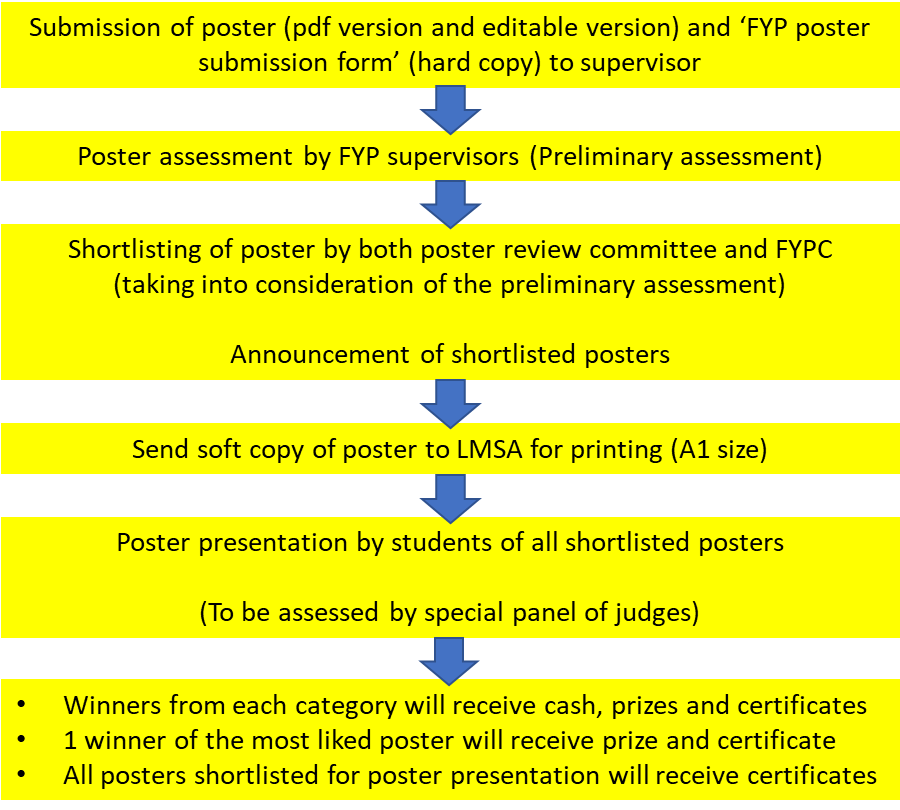 Submission of poster (pdf version and editable version) and ‘FYP poster
submission form’ (hard copy) to supervisor
Poster assessment by FYP supervisors (Preliminary assessment)
Shortlisting of poster by both poster review committee and FYPC
(taking into consideration of the preliminary assessment)
Announcement of shortlisted posters
Send soft copy of poster to LMSA for printing (A1 size)
Poster presentation by students of all shortlisted posters
(To be assessed by special panel of judges)
• Winners from each category will receive cash, prizes and certificates
• 1 winner of the most liked poster will receive prize and certificate
• All posters shortlisted for poster presentation will receive certificates